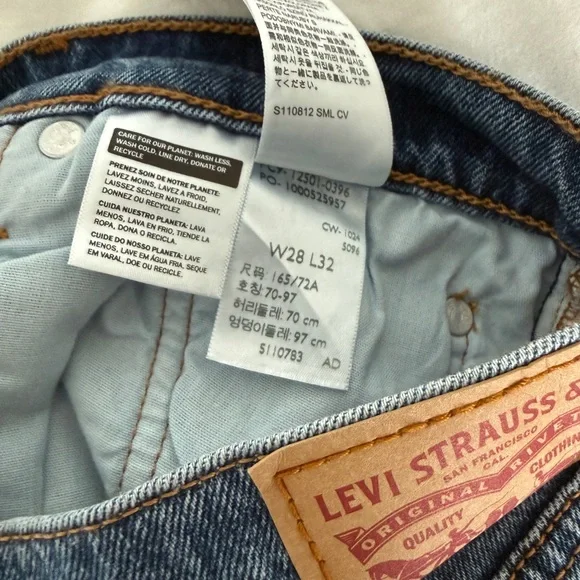 S110812 SML CV
CARE FOR OUR PLANET: WASH LESS,
WASH COLD, LINE DRY, DONATE OR
RECYCLE
PRENEZ SOIN DE NOTRE PLANÈTE:
LAVEZ MOINS, LAVEZ A FROID,
LAISSEZ SECHER NATURELLEMENT,
DONNEZ OU RECYCLEZ
CUIDA NUESTRO PLANETA: LAVA
MENOS, LAVA EN FRIO, TIENDE LA
ROPA, DONA O RECICLA.
CUIDE DO NOSSO PLANETA: LAVE
MENOS, LAVE EM ÁGUA FRIA, SEQUE
EM VARAL, DOE OU RECICLE.
12501-0396
PO- 1000525957
CW- 1024
5096
W28 L32
尺码 165/72A
호칭 70-97
허리둘레: 70 cm
엉덩이둘레: 97 cm
S110783 AD
LEVI STRAUSS &
SAN FRANCISCO
CALIF
ORIGINAL RIVET
QUALITY
CLOTHIN